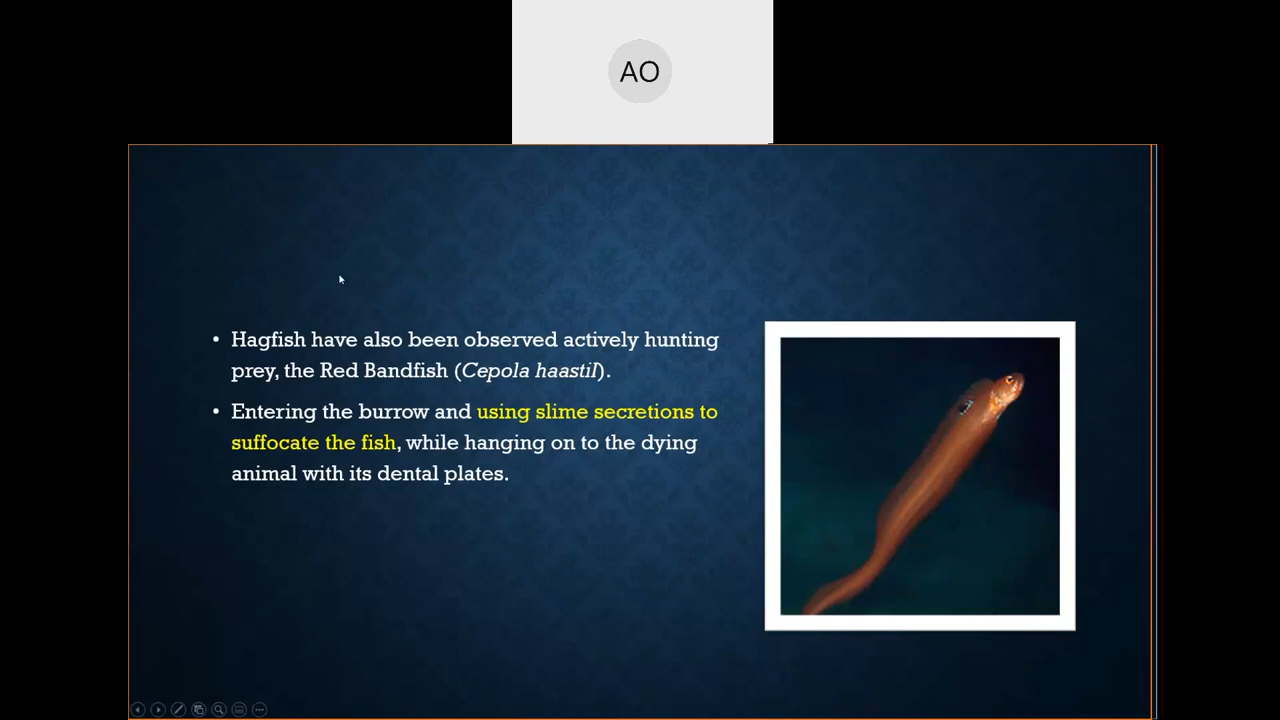 AO
• Hagfish have also been observed actively hunting
prey, the Red Bandfish (Cepola haastii).
• Entering the burrow and using slime secretions to
suffocate the fish, while hanging on to the dying
animal with its dental plates.